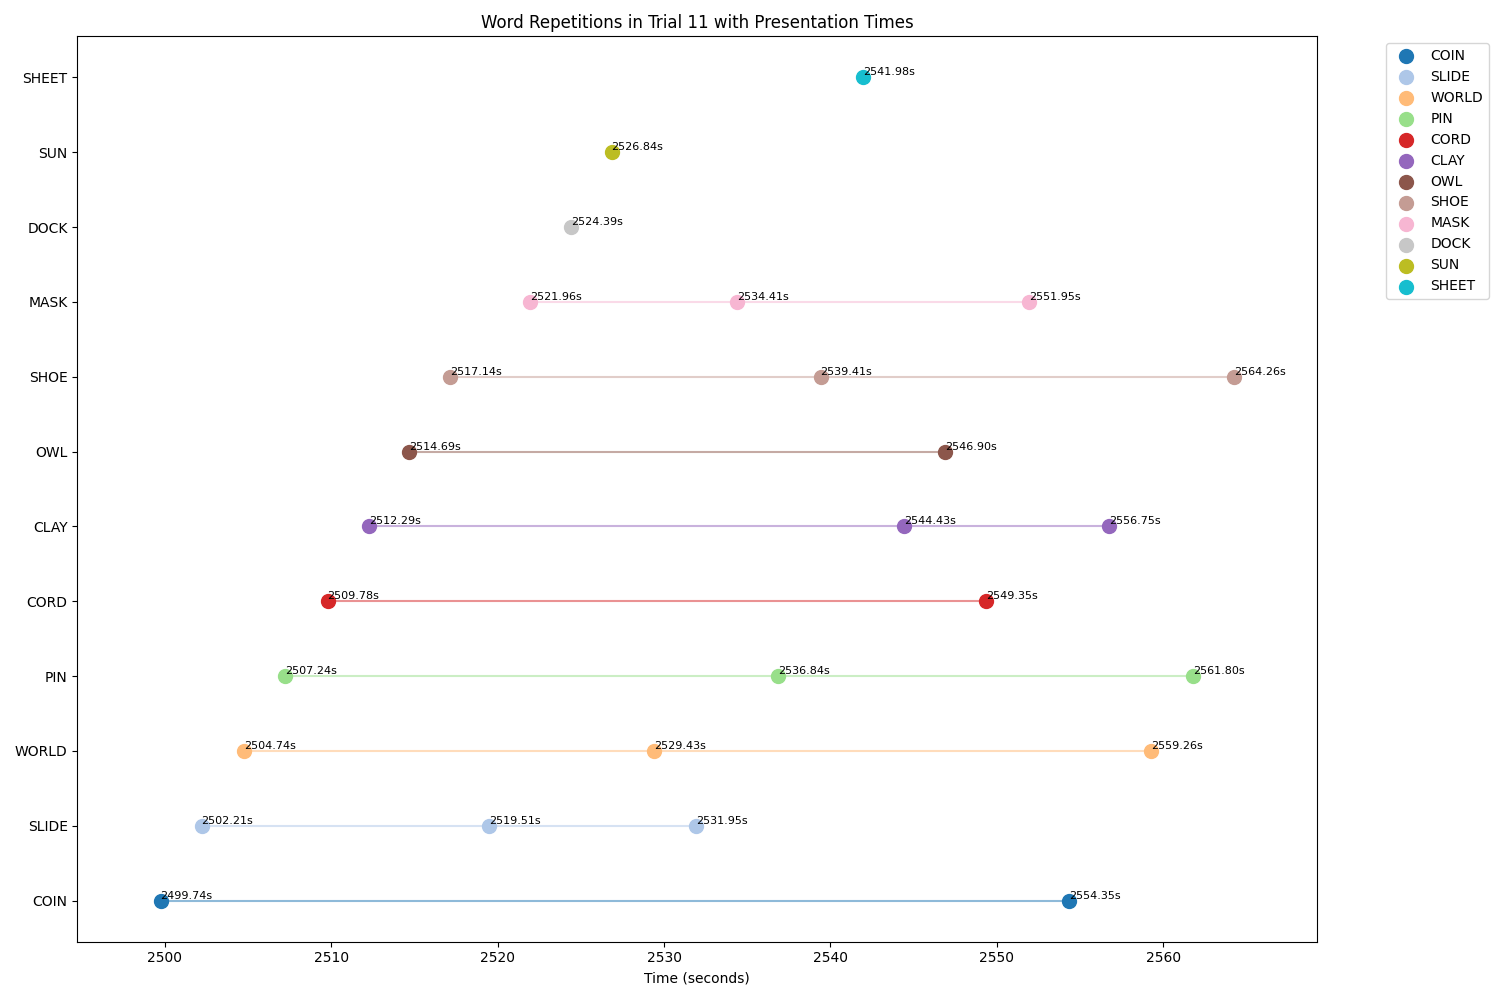 Word Repetitions in Trial 11 with Presentation Times
SHEET
2541.98s
SUN
2526.84s
DOCK
2524.39s
MASK
2521.96s 2534.41s 2551.95s
SHOE
2517.14s 2539.41s 2564.26s
OWL
2514.69s 2546.90s
CLAY
2512.29s 2544.43s 2556.75s
CORD
2509.78s 2549.35s
PIN
2507.24s 2536.84s 2561.80s
WORLD
2504.74s 2529.43s 2559.26s
SLIDE
2502.21s 2519.51s 2531.95s
COIN
2499.74s 2554.35s
2500 2510 2520 2530 2540 2550 2560
Time (seconds)
COIN
SLIDE
WORLD
PIN
CORD
CLAY
OWL
SHOE
MASK
DOCK
SUN
SHEET